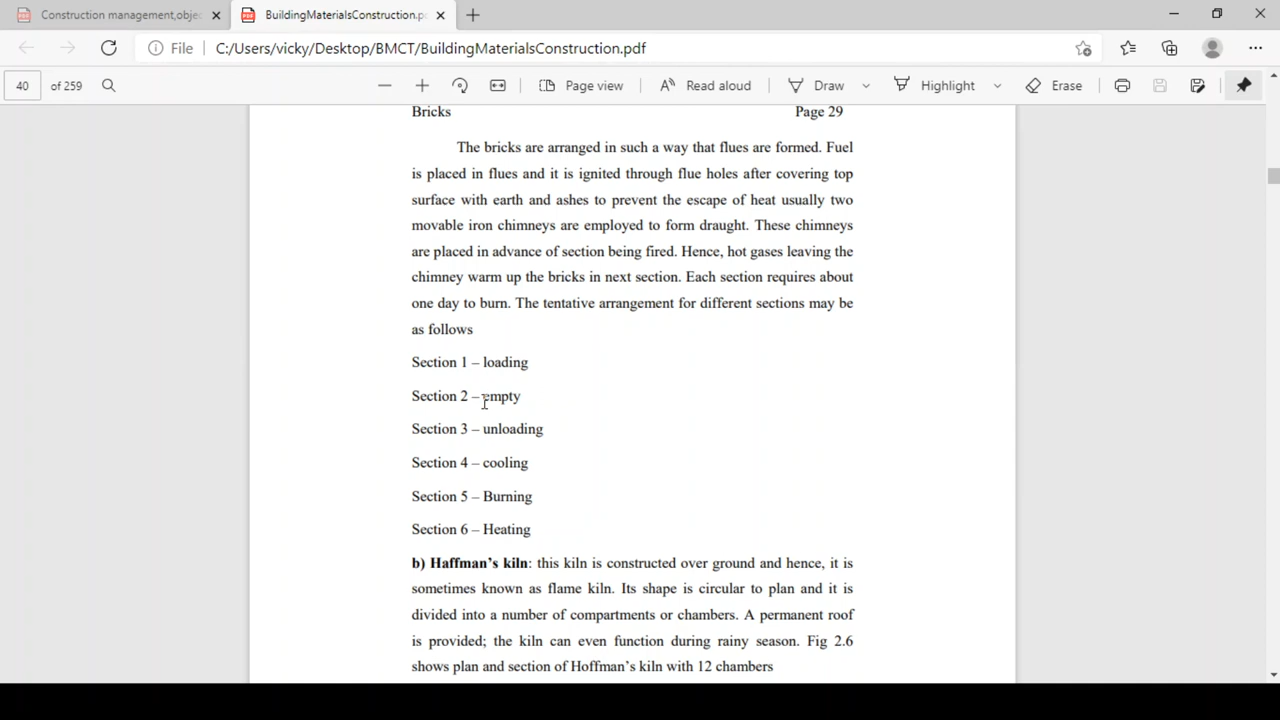 Construction management,obje
BuildingMaterialsConstruction.p
File
C:/Users/vicky/Desktop/BMCT/BuildingMaterialsConstruction.pdf
40 of 259
Page view
Read aloud
Draw
Highlight
Erase
Bricks Page 29
The bricks are arranged in such a way that flues are formed. Fuel
is placed in flues and it is ignited through flue holes after covering top
surface with earth and ashes to prevent the escape of heat usually two
movable iron chimneys are employed to form draught. These chimneys
are placed in advance of section being fired. Hence, hot gases leaving the
chimney warm up the bricks in next section. Each section requires about
one day to burn. The tentative arrangement for different sections may be
as follows
Section 1 – loading
Section 2 – empty
Section 3 – unloading
Section 4 – cooling
Section 5 – Burning
Section 6 – Heating
b) Haffman’s kiln: this kiln is constructed over ground and hence, it is
sometimes known as flame kiln. Its shape is circular to plan and it is
divided into a number of compartments or chambers. A permanent roof
is provided; the kiln can even function during rainy season. Fig 2.6
shows plan and section of Hoffman’s kiln with 12 chambers